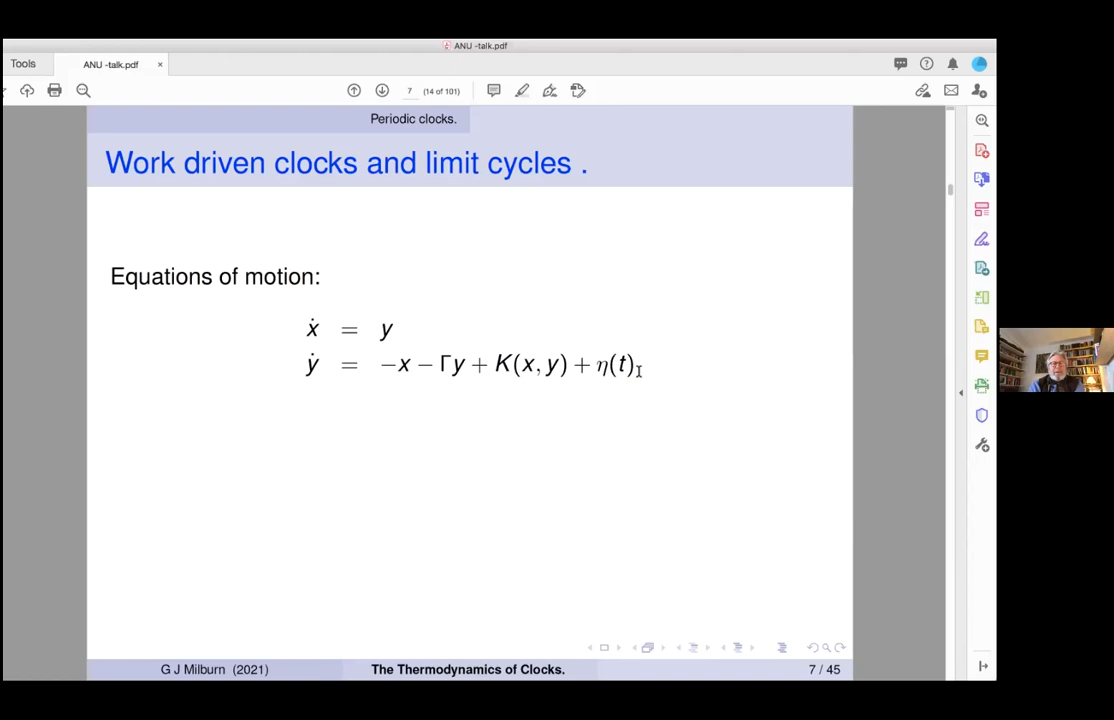 ANU -talk.pdf
Tools
ANU -talk.pdf ×
7 (14 of 101)
Periodic clocks.
Work driven clocks and limit cycles .
Equations of motion:
ẋ = y
ẏ = −x − Γy + K(x, y) + η(t)
G J Milburn (2021) The Thermodynamics of Clocks. 7 / 45